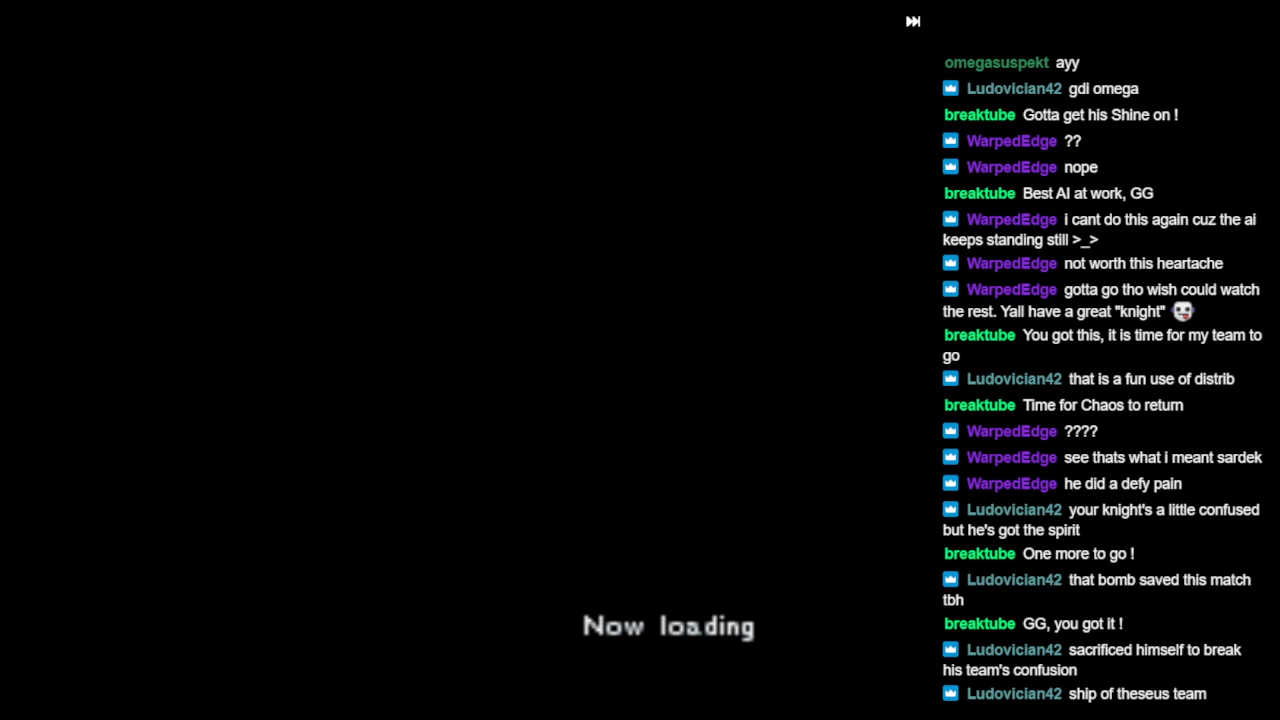 omegasuspekt ayy
Ludovician42 gdi omega
breaktube Gotta get his Shine on !
WarpedEdge ??
WarpedEdge nope
breaktube Best AI at work, GG
WarpedEdge i cant do this again cuz the ai
keeps standing still >_>
WarpedEdge not worth this heartache
WarpedEdge gotta go tho wish could watch
the rest. Yall have a great "knight"
breaktube You got this, it is time for my team to
go
Ludovician42 that is a fun use of distrib
breaktube Time for Chaos to return
WarpedEdge ????
WarpedEdge see thats what i meant sardek
WarpedEdge he did a defy pain
Ludovician42 your knight's a little confused
but he's got the spirit
breaktube One more to go !
Ludovician42 that bomb saved this match
tbh
breaktube GG, you got it !
Ludovician42 sacrificed himself to break
his team's confusion
Ludovician42 ship of theseus team
Now loading